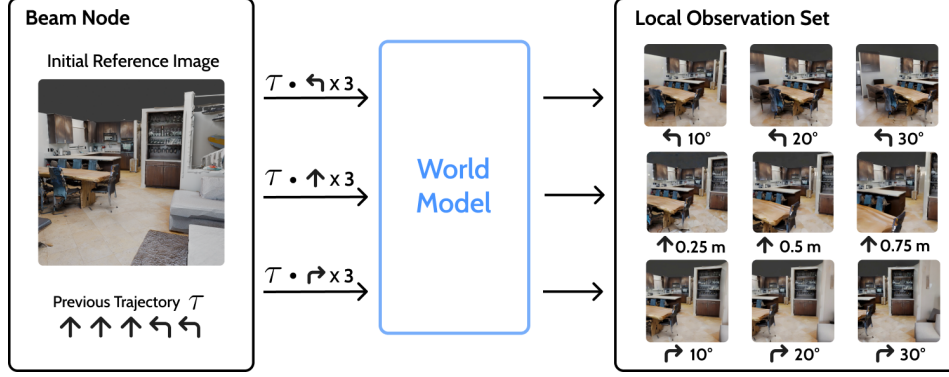 Beam Node
Initial Reference Image
Previous Trajectory τ
↑ ↑ ↑ ↰ ↰
τ • ↰ x 3
τ • ↑ x 3
τ • ↱ x 3
World
Model
Local Observation Set
↰ 10° ↰ 20° ↰ 30°
↑ 0.25 m ↑ 0.5 m ↑ 0.75 m
↱ 10° ↱ 20° ↱ 30°